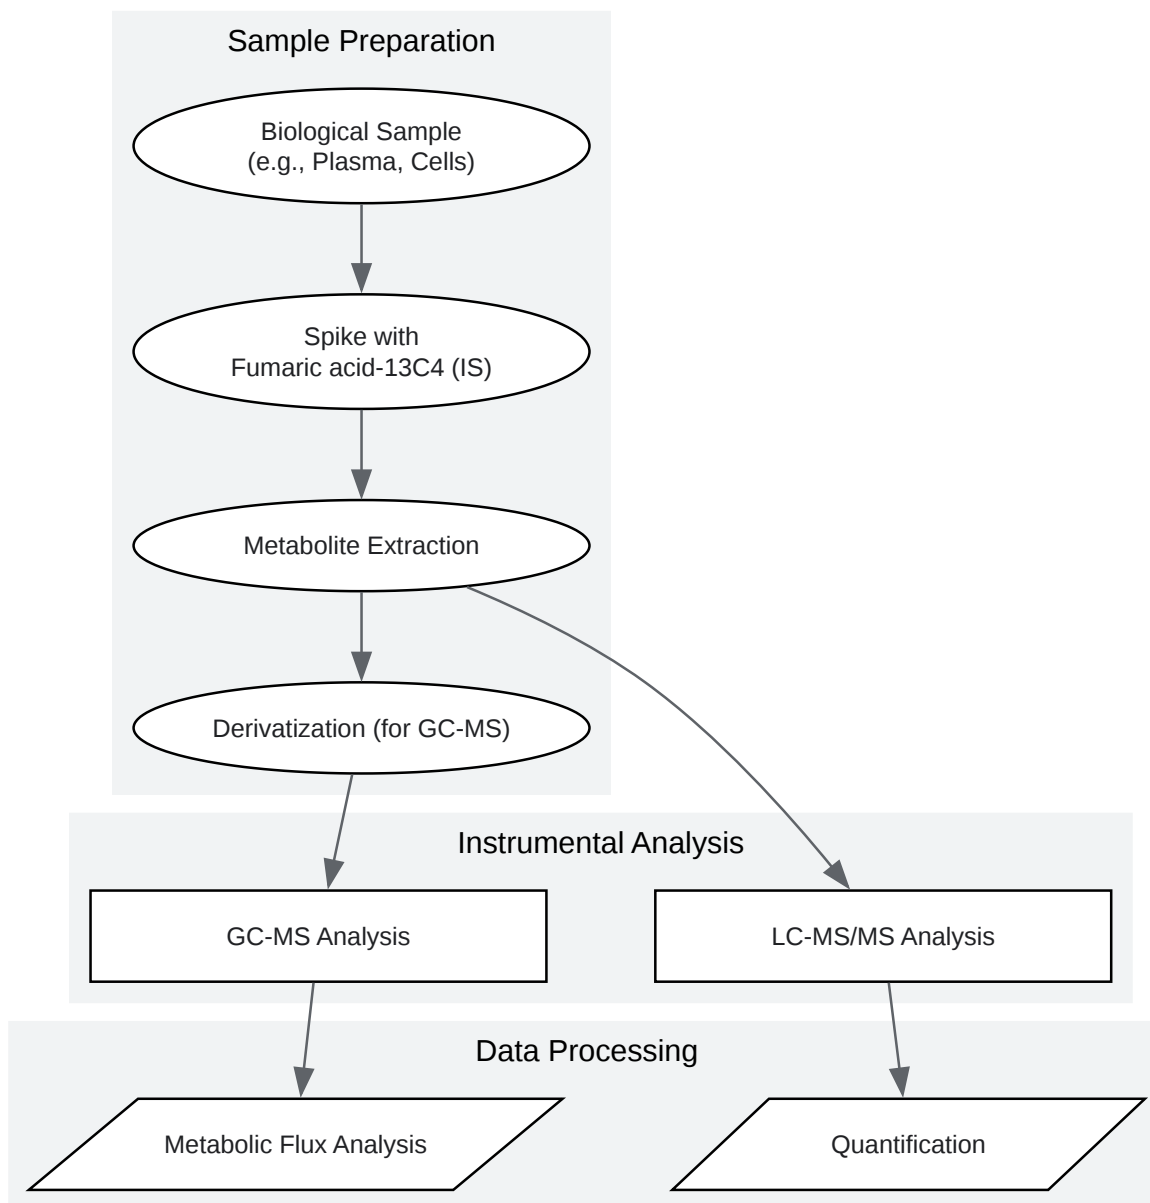 Sample Preparation
Biological Sample
(e.g., Plasma, Cells)
Spike with
Fumaric acid-13C4 (IS)
Metabolite Extraction
Derivatization (for GC-MS)
Instrumental Analysis
GC-MS Analysis
LC-MS/MS Analysis
Data Processing
Metabolic Flux Analysis
Quantification